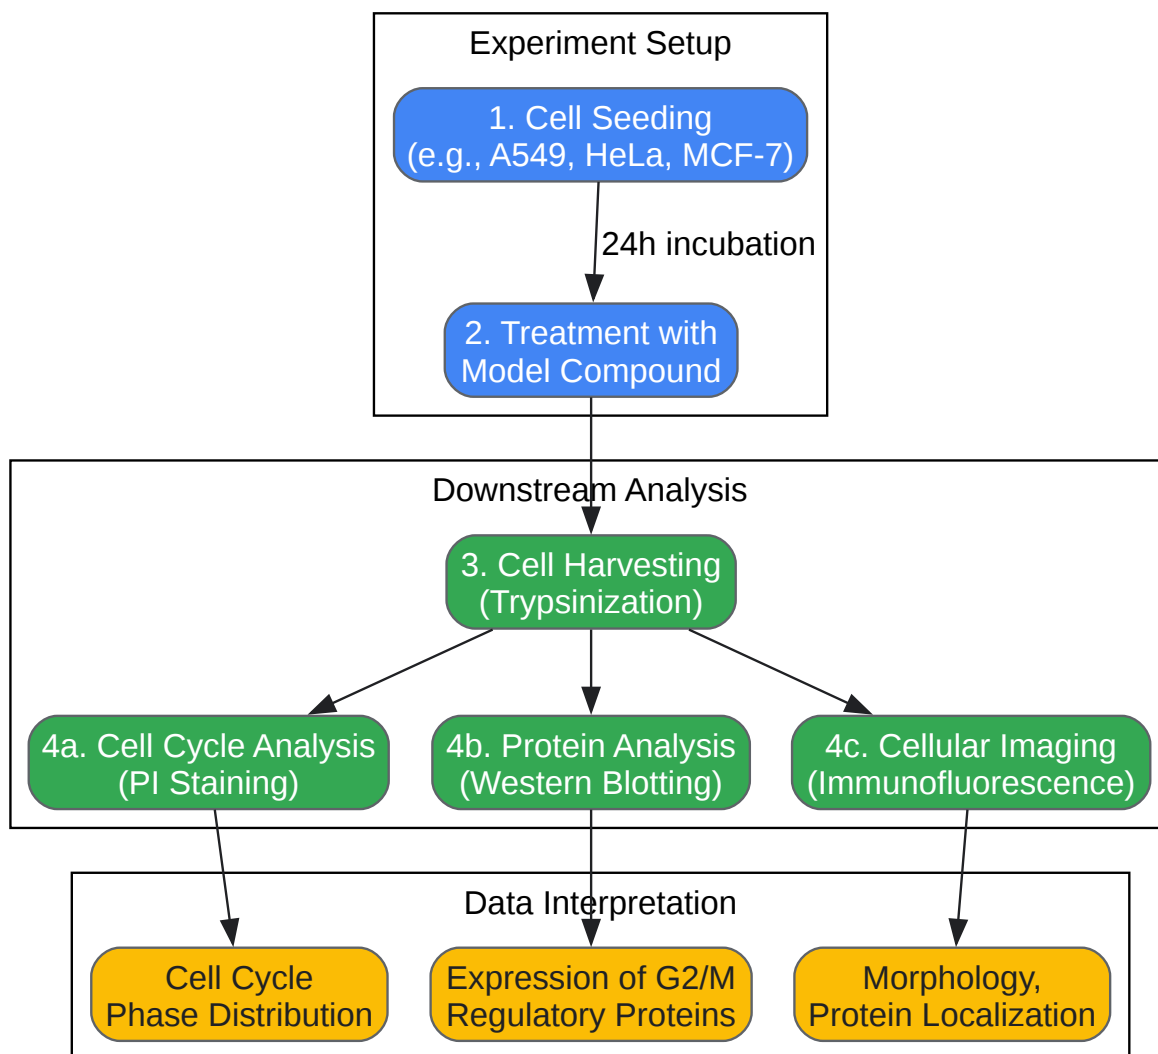 Experiment Setup
1. Cell Seeding
(e.g., A549, HeLa, MCF-7)
24h incubation
2. Treatment with
Model Compound
Downstream Analysis
3. Cell Harvesting
(Trypsinization)
4a. Cell Cycle Analysis
(PI Staining)
4b. Protein Analysis
(Western Blotting)
4c. Cellular Imaging
(Immunofluorescence)
Data Interpretation
Cell Cycle
Phase Distribution
Expression of G2/M
Regulatory Proteins
Morphology,
Protein Localization